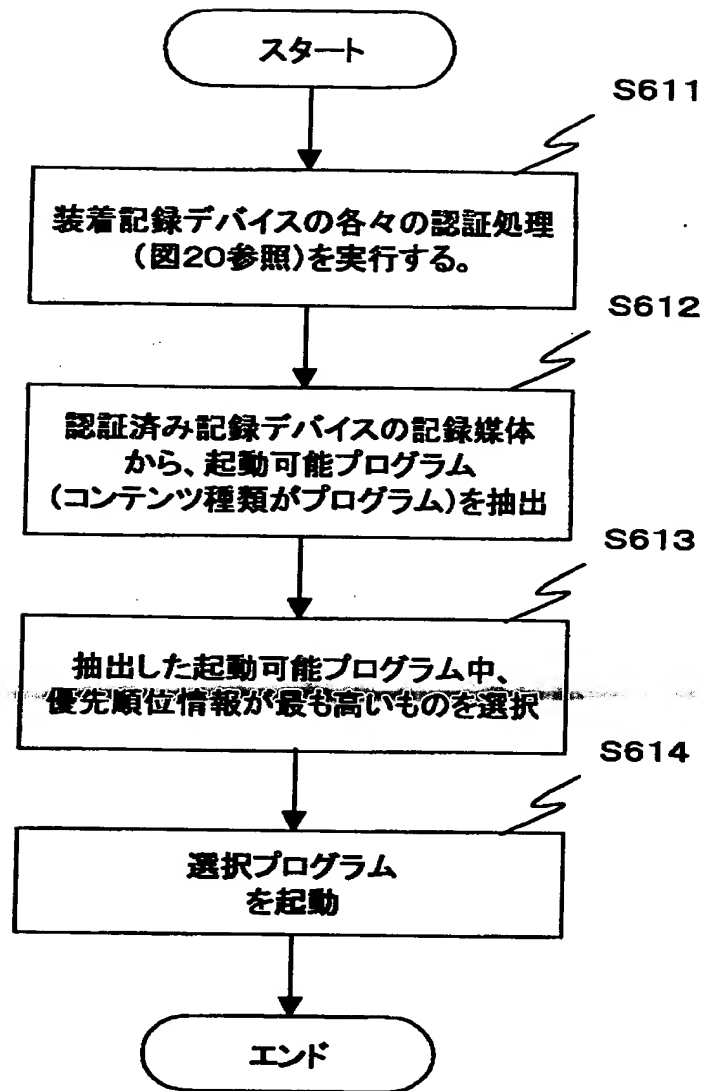 スタート
S611
装着記録デバイスの各々の認証処理
(図20参照)を実行する。
S612
認証済み記録デバイスの記録媒体
から、起動可能プログラム
(コンテンツ種類がプログラム)を抽出
S613
抽出した起動可能プログラム中、
優先順位情報が最も高いものを選択
S614
選択プログラム
を起動
エンド